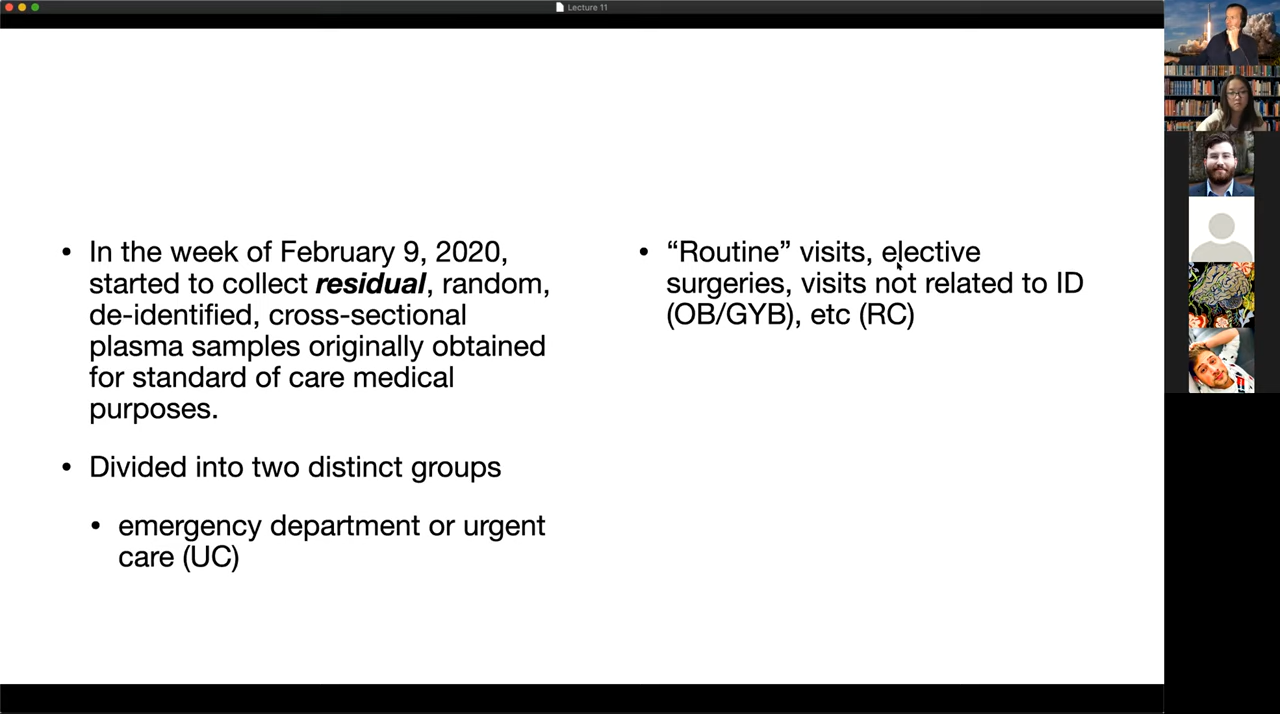 Lecture 11
• In the week of February 9, 2020,
started to collect residual, random,
de-identified, cross-sectional
plasma samples originally obtained
for standard of care medical
purposes.
• Divided into two distinct groups
• emergency department or urgent
care (UC)
• “Routine” visits, elective
surgeries, visits not related to ID
(OB/GYB), etc (RC)